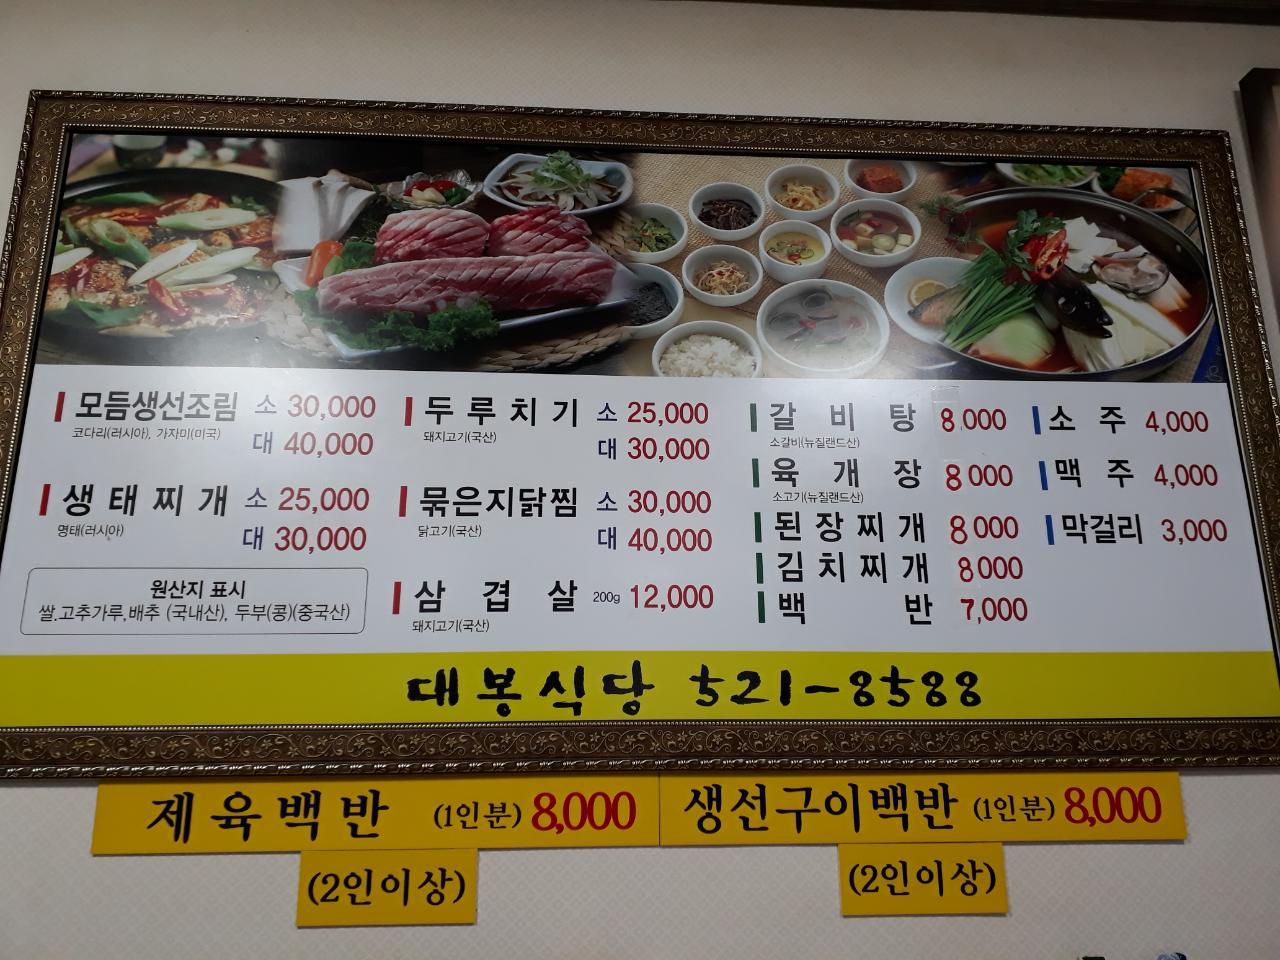 모듬생선조림 소 30,000
코다리(러시아), 가자미(미국)
대 40,000
생태찌개 소 25,000
명태(러시아)
대 30,000
원산지 표시
쌀.고추가루,배추 (국내산), 두부(콩)(중국산)
두루치기 소 25,000
돼지고기(국산)
대 30,000
묶은지닭찜 소 30,000
닭고기(국산)
대 40,000
삼겹살 200g 12,000
돼지고기(국산)
갈비탕 8,000
소갈비(뉴질랜드산)
육개장 8000
소고기(뉴질랜드산)
된장찌개 8000
김치찌개 8000
백반 7,000
소주 4,000
맥주 4,000
막걸리 3,000
대봉식당 521-8588
제육백반 (1인분) 8,000
(2인이상)
생선구이백반 (1인분) 8,000
(2인이상)